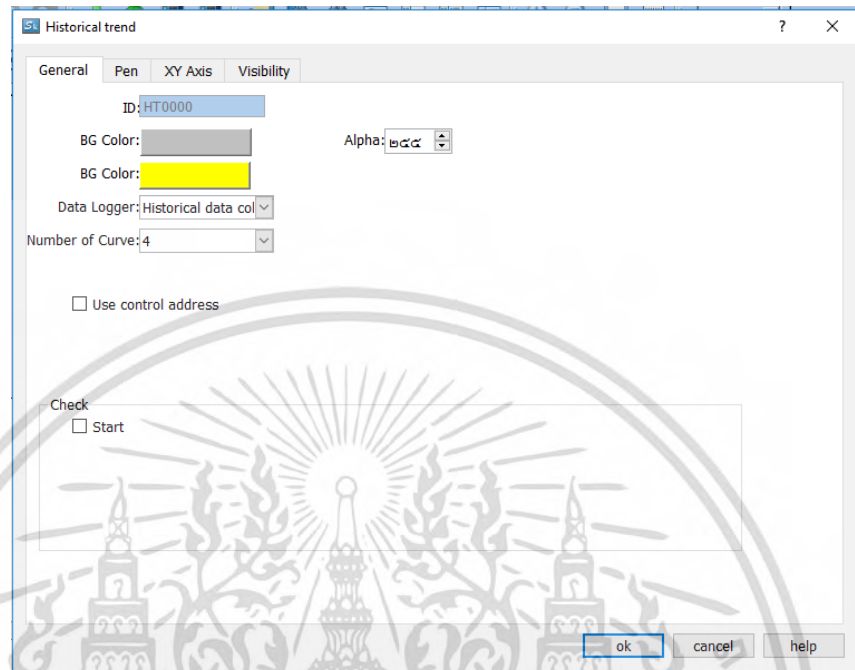 Sk Historical trend ? ×
General Pen XY Axis Visibility
ID: HT0000
BG Color: Alpha: ๒๕๕
BG Color:
Data Logger: Historical data col
Number of Curve: 4
Use control address
Check
Start
ok cancel help